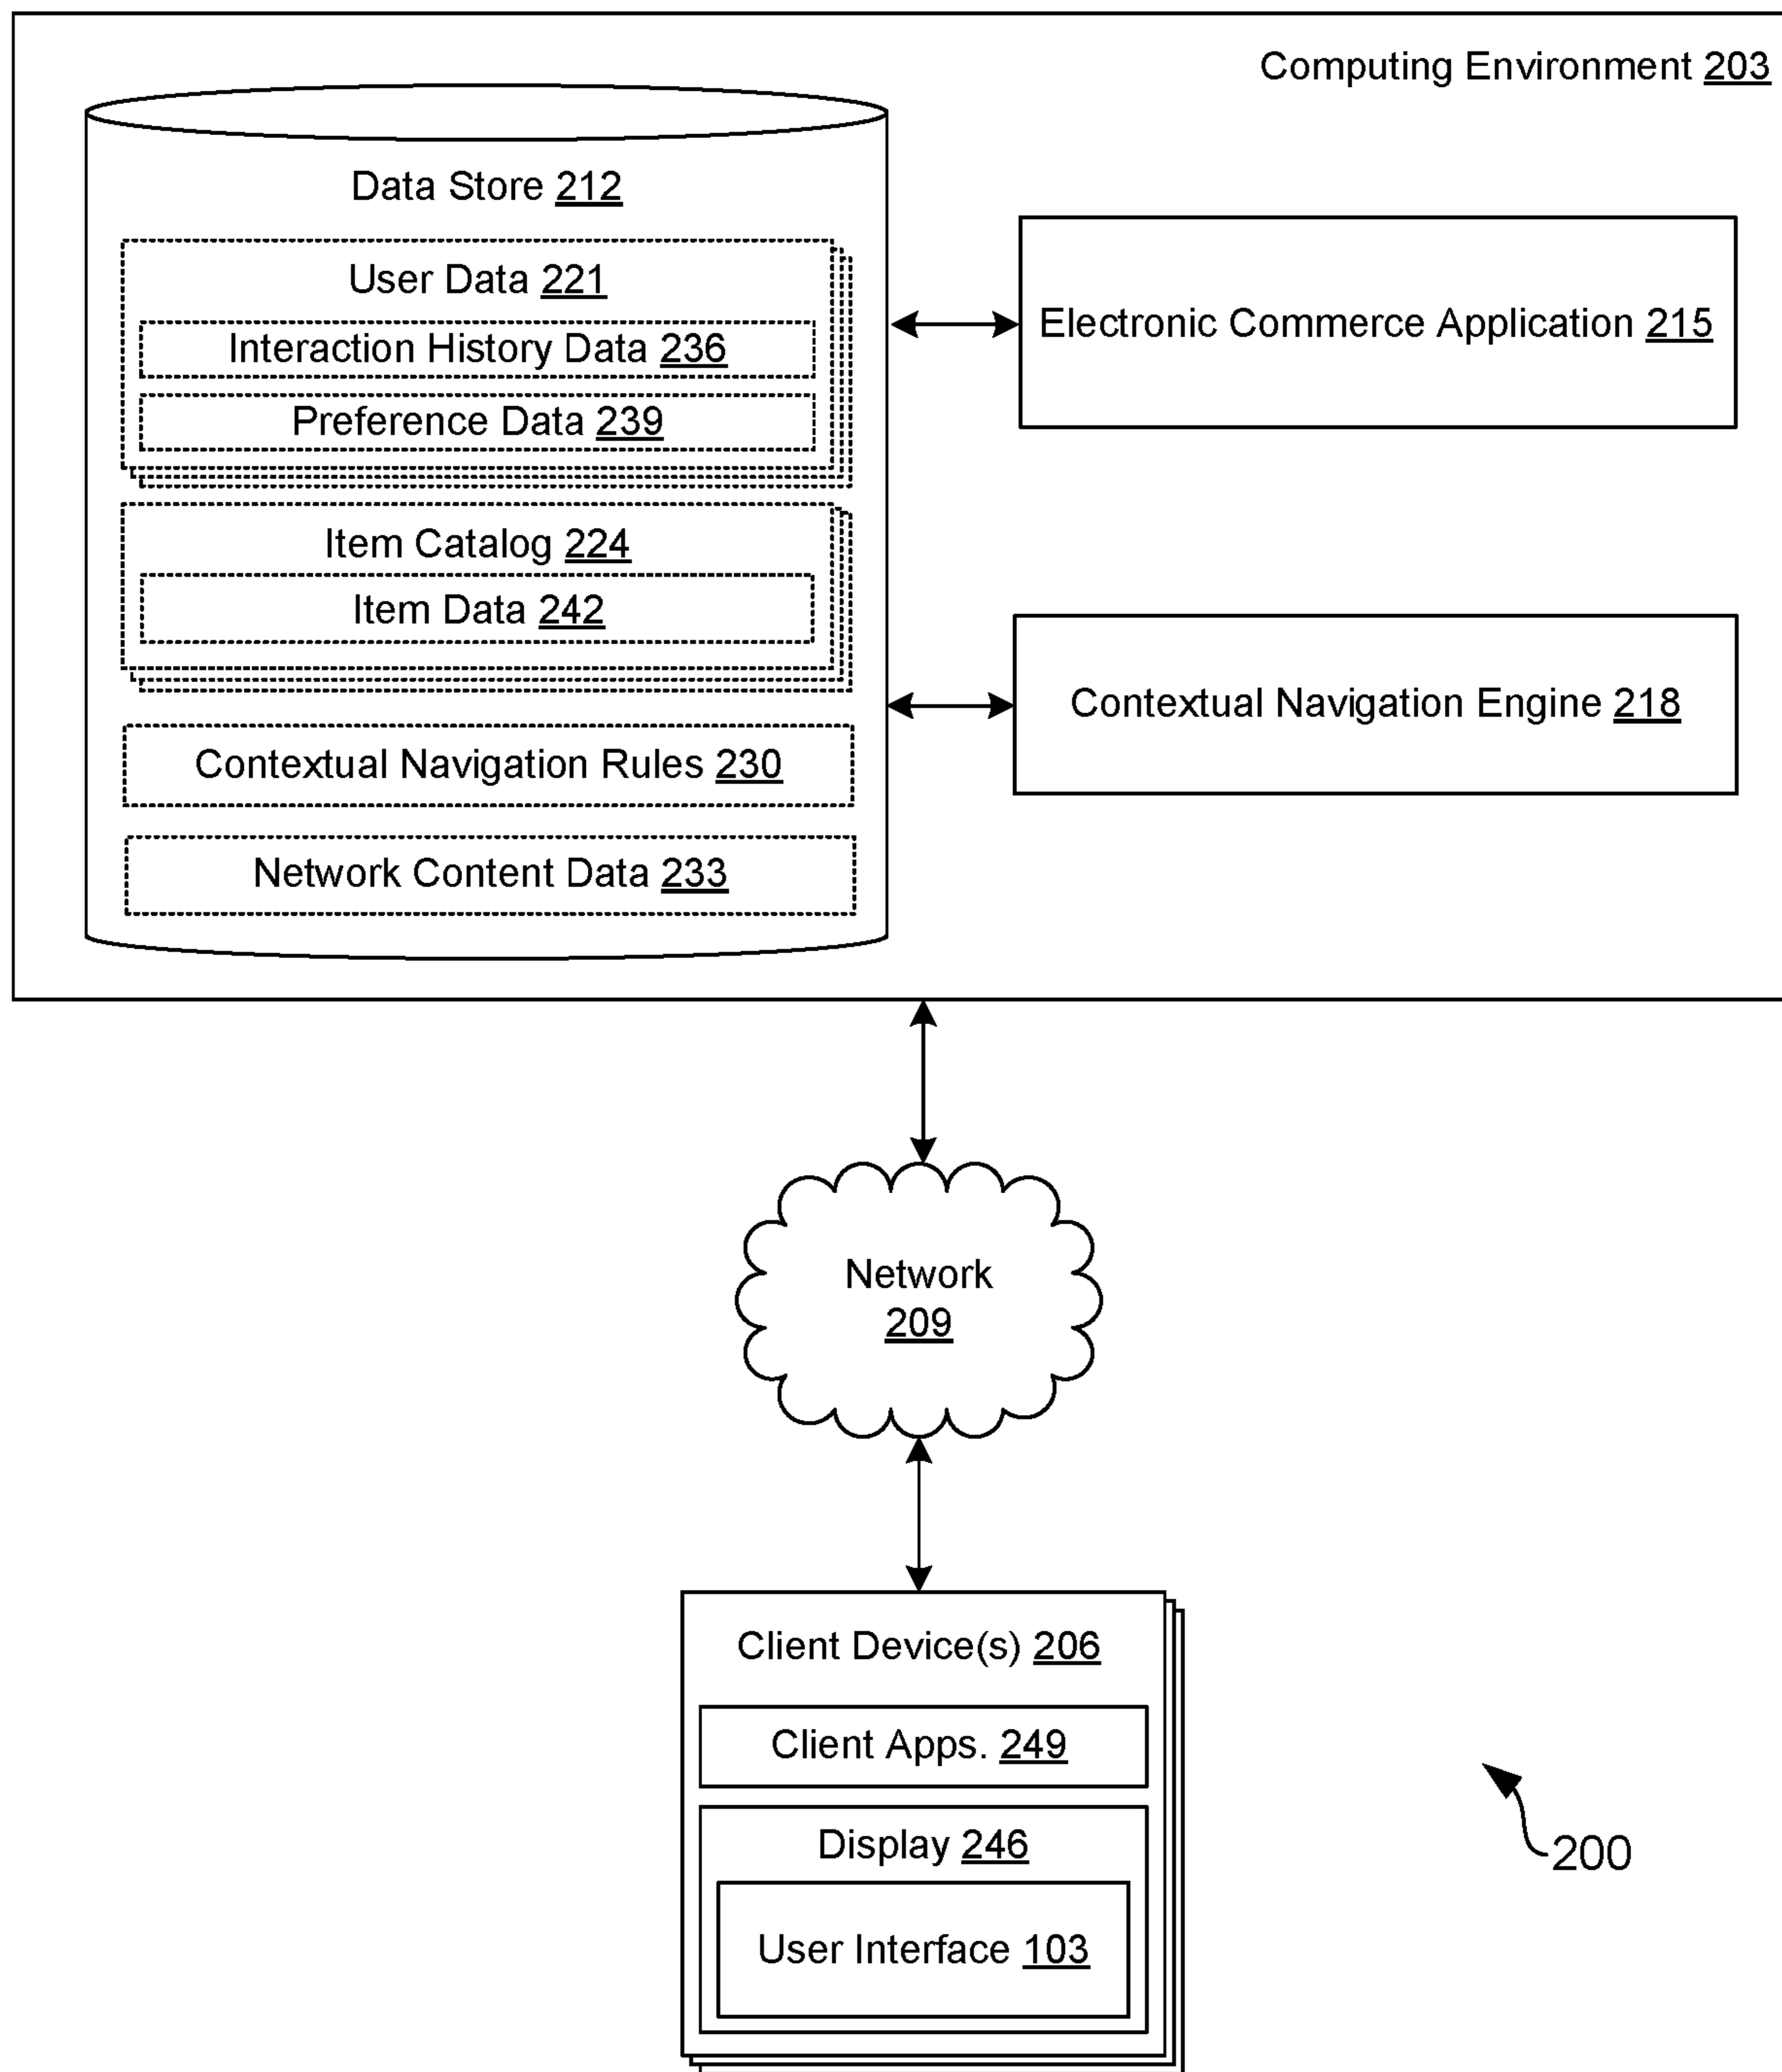 Computing Environment 203
Data Store 212
User Data 221
Interaction History Data 236
Preference Data 239
Item Catalog 224
Item Data 242
Contextual Navigation Rules 230
Network Content Data 233
Electronic Commerce Application 215
Contextual Navigation Engine 218
Network
209
Client Device(s) 206
Client Apps. 249
Display 246
User Interface 103
200